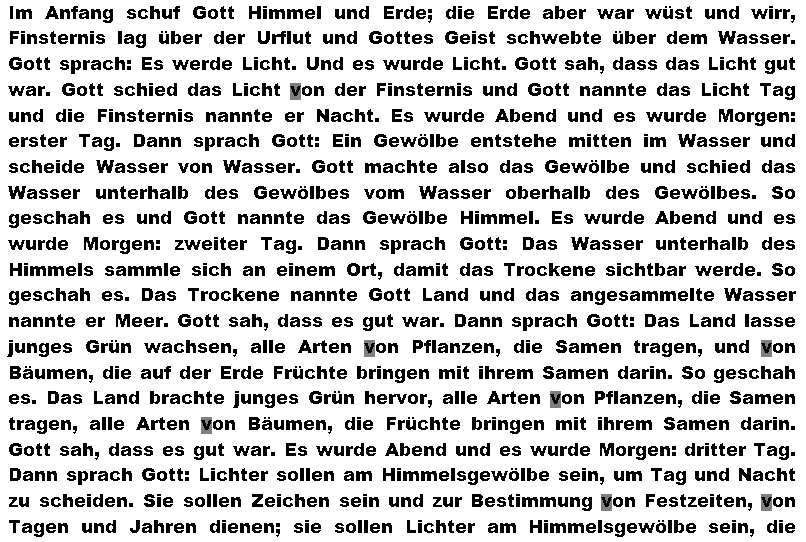 Im Anfang schuf Gott Himmel und Erde; die Erde aber war wüst und wirr,
Finsternis lag über der Urflut und Gottes Geist schwebte über dem Wasser.
Gott sprach: Es werde Licht. Und es wurde Licht. Gott sah, dass das Licht gut
war. Gott schied das Licht von der Finsternis und Gott nannte das Licht Tag
und die Finsternis nannte er Nacht. Es wurde Abend und es wurde Morgen:
erster Tag. Dann sprach Gott: Ein Gewölbe entstehe mitten im Wasser und
scheide Wasser von Wasser. Gott machte also das Gewölbe und schied das
Wasser unterhalb des Gewölbes vom Wasser oberhalb des Gewölbes. So
geschah es und Gott nannte das Gewölbe Himmel. Es wurde Abend und es
wurde Morgen: zweiter Tag. Dann sprach Gott: Das Wasser unterhalb des
Himmels sammle sich an einem Ort, damit das Trockene sichtbar werde. So
geschah es. Das Trockene nannte Gott Land und das angesammelte Wasser
nannte er Meer. Gott sah, dass es gut war. Dann sprach Gott: Das Land lasse
junges Grün wachsen, alle Arten von Pflanzen, die Samen tragen, und von
Bäumen, die auf der Erde Früchte bringen mit ihrem Samen darin. So geschah
es. Das Land brachte junges Grün hervor, alle Arten von Pflanzen, die Samen
tragen, alle Arten von Bäumen, die Früchte bringen mit ihrem Samen darin.
Gott sah, dass es gut war. Es wurde Abend und es wurde Morgen: dritter Tag.
Dann sprach Gott: Lichter sollen am Himmelsgewölbe sein, um Tag und Nacht
zu scheiden. Sie sollen Zeichen sein und zur Bestimmung von Festzeiten, von
Tagen und Jahren dienen; sie sollen Lichter am Himmelsgewölbe sein, die